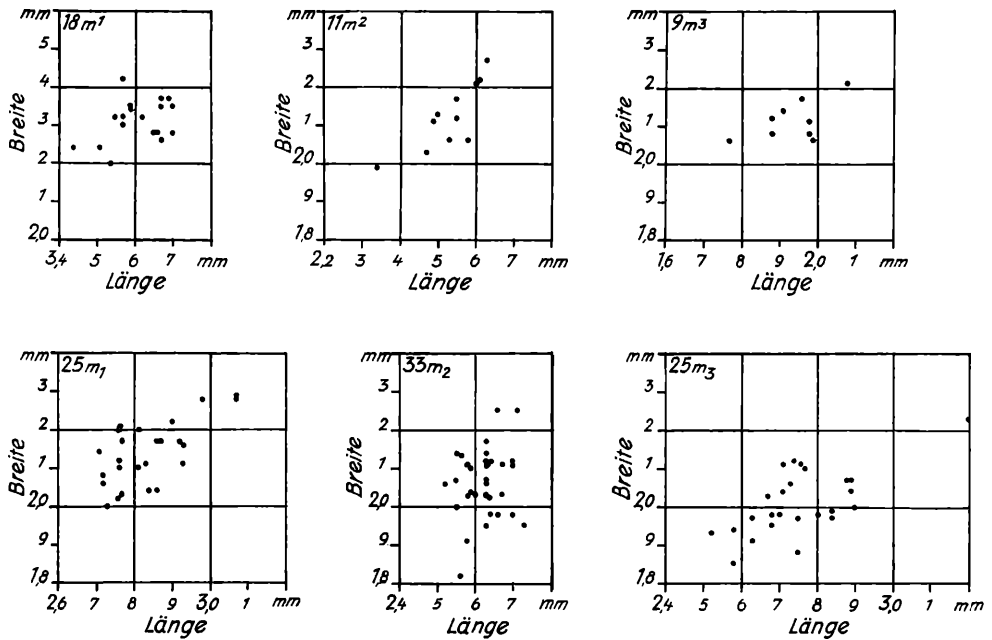 mm
18m¹
5
4
3
2
1
2,0
Breite
3,4 5 6 7 mm
Länge
mm
11m²
3
2
1
2,0
9
1,8
Breite
2,2 3 4 5 6 7 mm
Länge
mm
9m³
3
2
1
2,0
9
1,8
Breite
1,6 7 8 9 2,0 1 mm
Länge
mm
25m₁
3
2
1
2,0
9
1,8
Breite
2,6 7 8 9 3,0 1 mm
Länge
mm
33m₂
3
2
1
2,0
9
1,8
Breite
2,4 5 6 7 mm
Länge
mm
25m₃
3
2
1
2,0
9
1,8
Breite
2,4 5 6 7 8 9 3,0 1 mm
Länge